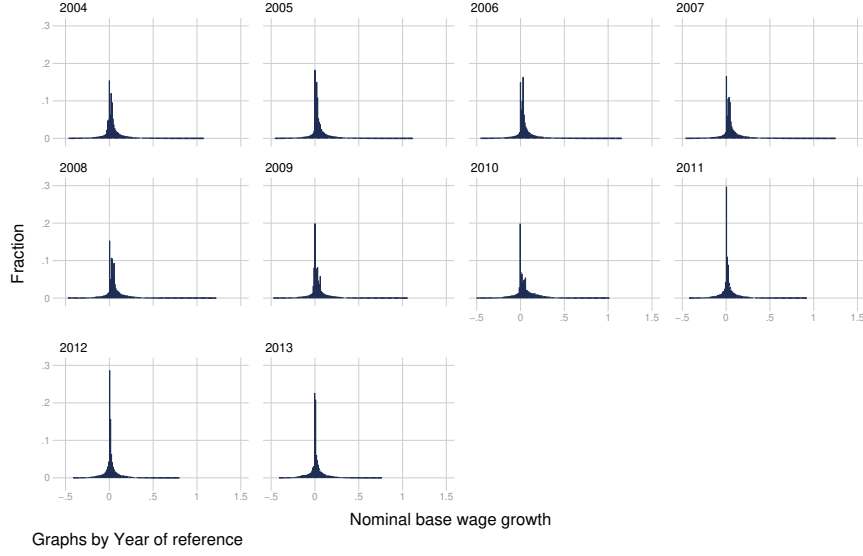 2004 2005 2006 2007
.3
.2
.1
0
2008 2009 2010 2011
.3
.2
.1
0
−.5 0 .5 1 1.5 −.5 0 .5 1 1.5
2012 2013
.3
.2
.1
0
−.5 0 .5 1 1.5 −.5 0 .5 1 1.5
Fraction
Nominal base wage growth
Graphs by Year of reference